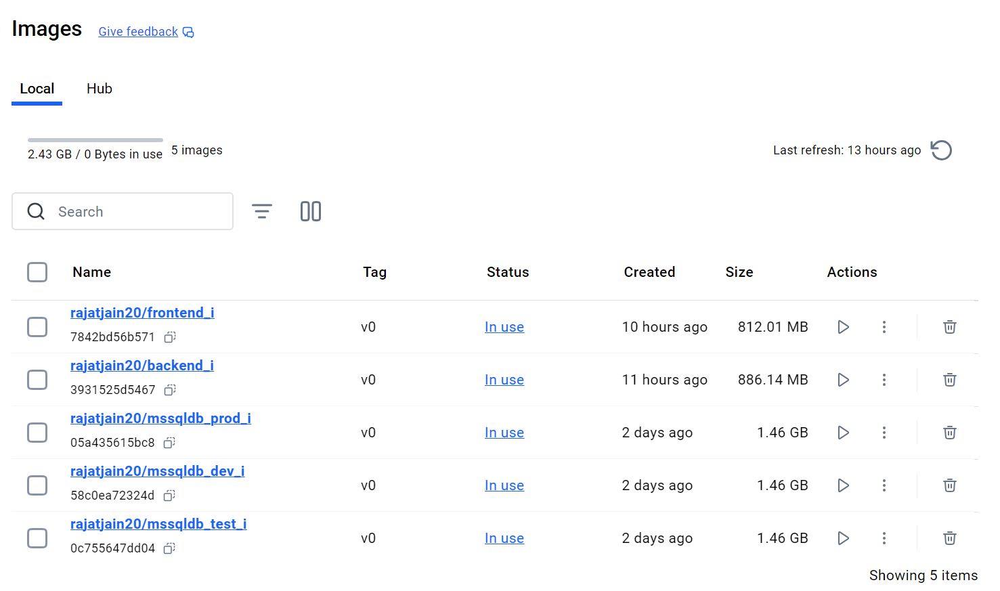 Images Give feedback
Local Hub
2.43 GB / 0 Bytes in use 5 images Last refresh: 13 hours ago
Search
Name Tag Status Created Size Actions
rajatjain20/frontend_i
7842bd56b571 v0 In use 10 hours ago 812.01 MB
rajatjain20/backend_i
3931525d5467 v0 In use 11 hours ago 886.14 MB
rajatjain20/mssqldb_prod_i
05a435615bc8 v0 In use 2 days ago 1.46 GB
rajatjain20/mssqldb_dev_i
58c0ea72324d v0 In use 2 days ago 1.46 GB
rajatjain20/mssqldb_test_i
0c755647dd04 v0 In use 2 days ago 1.46 GB
Showing 5 items